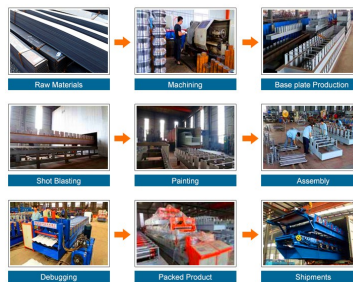 Raw Materials
Machining
Base plate Production
Shot Blasting
Painting
Assembly
Debugging
Packed Product
Shipments